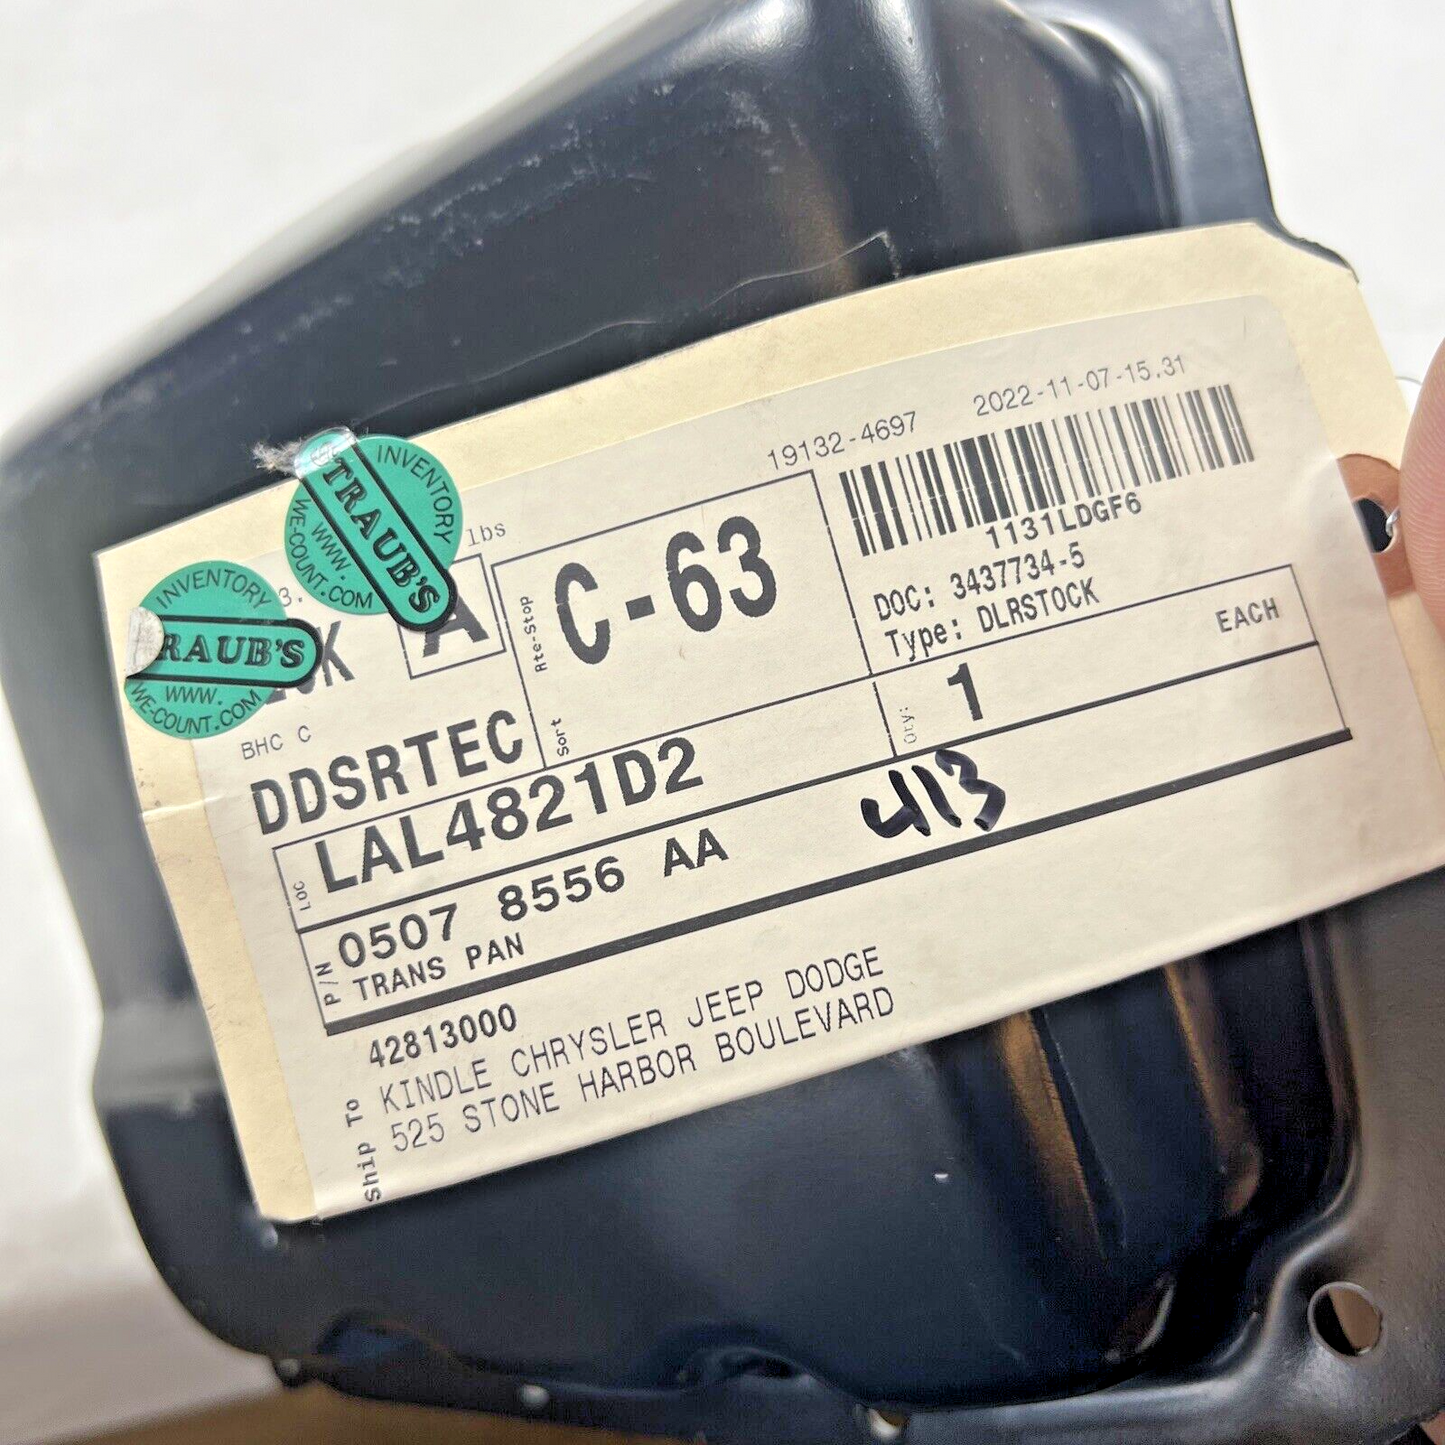 19132-4697 2022-11-07-15.31
1131LDGF6
DOC: 3437734-5
Type: DLRSTOCK
INVENTORY
TRAUB'S
WWW.
WE-COUNT.COM
INVENTORY
TRAUB'S
WWW.
WE-COUNT.COM
3. lbs
A
Rte-Stop
C-63
Sort
BHC C
DDSRTEC
Qty: 1 EACH
LOC LAL4821D2
413
P/N 0507 8556 AA
TRANS PAN
42813000
Ship To
KINDLE CHRYSLER JEEP DODGE
525 STONE HARBOR BOULEVARD